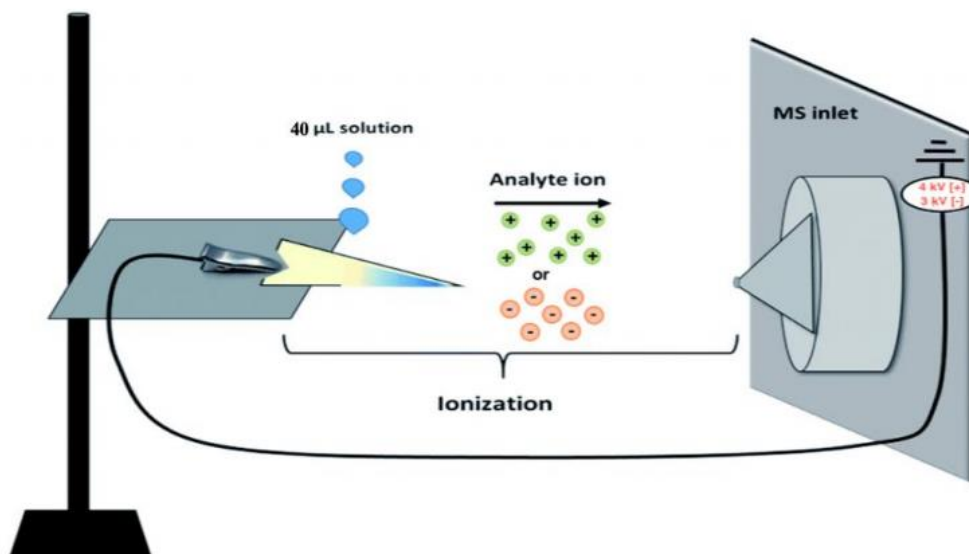 40 µL solution
MS inlet
Analyte ion
4 kV [+]
3 kV [-]
+ + + +
+ +
+ + +
or
- - -
- - -
- -
Ionization